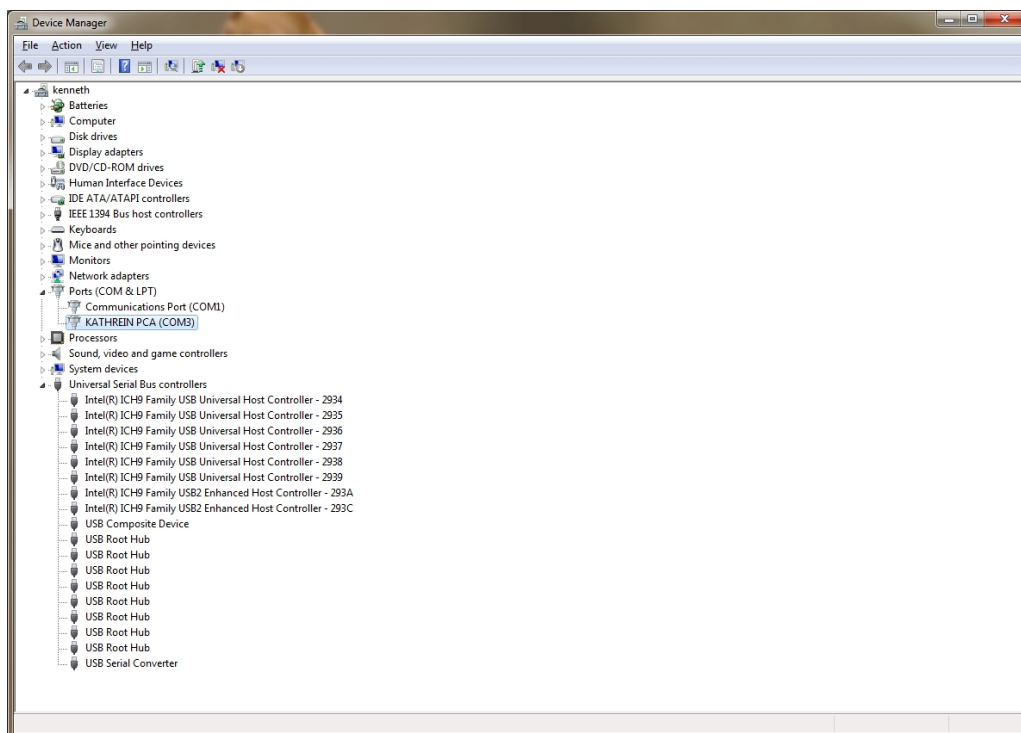 Device Manager
File Action View Help
kenneth
Batteries
Computer
Disk drives
Display adapters
DVD/CD-ROM drives
Human Interface Devices
IDE ATA/ATAPI controllers
IEEE 1394 Bus host controllers
Keyboards
Mice and other pointing devices
Monitors
Network adapters
Ports (COM & LPT)
Communications Port (COM1)
KATHREIN PCA (COM3)
Processors
Sound, video and game controllers
System devices
Universal Serial Bus controllers
Intel(R) ICH9 Family USB Universal Host Controller - 2934
Intel(R) ICH9 Family USB Universal Host Controller - 2935
Intel(R) ICH9 Family USB Universal Host Controller - 2936
Intel(R) ICH9 Family USB Universal Host Controller - 2937
Intel(R) ICH9 Family USB Universal Host Controller - 2938
Intel(R) ICH9 Family USB Universal Host Controller - 2939
Intel(R) ICH9 Family USB2 Enhanced Host Controller - 293A
Intel(R) ICH9 Family USB2 Enhanced Host Controller - 293C
USB Composite Device
USB Root Hub
USB Root Hub
USB Root Hub
USB Root Hub
USB Root Hub
USB Root Hub
USB Root Hub
USB Root Hub
USB Serial Converter